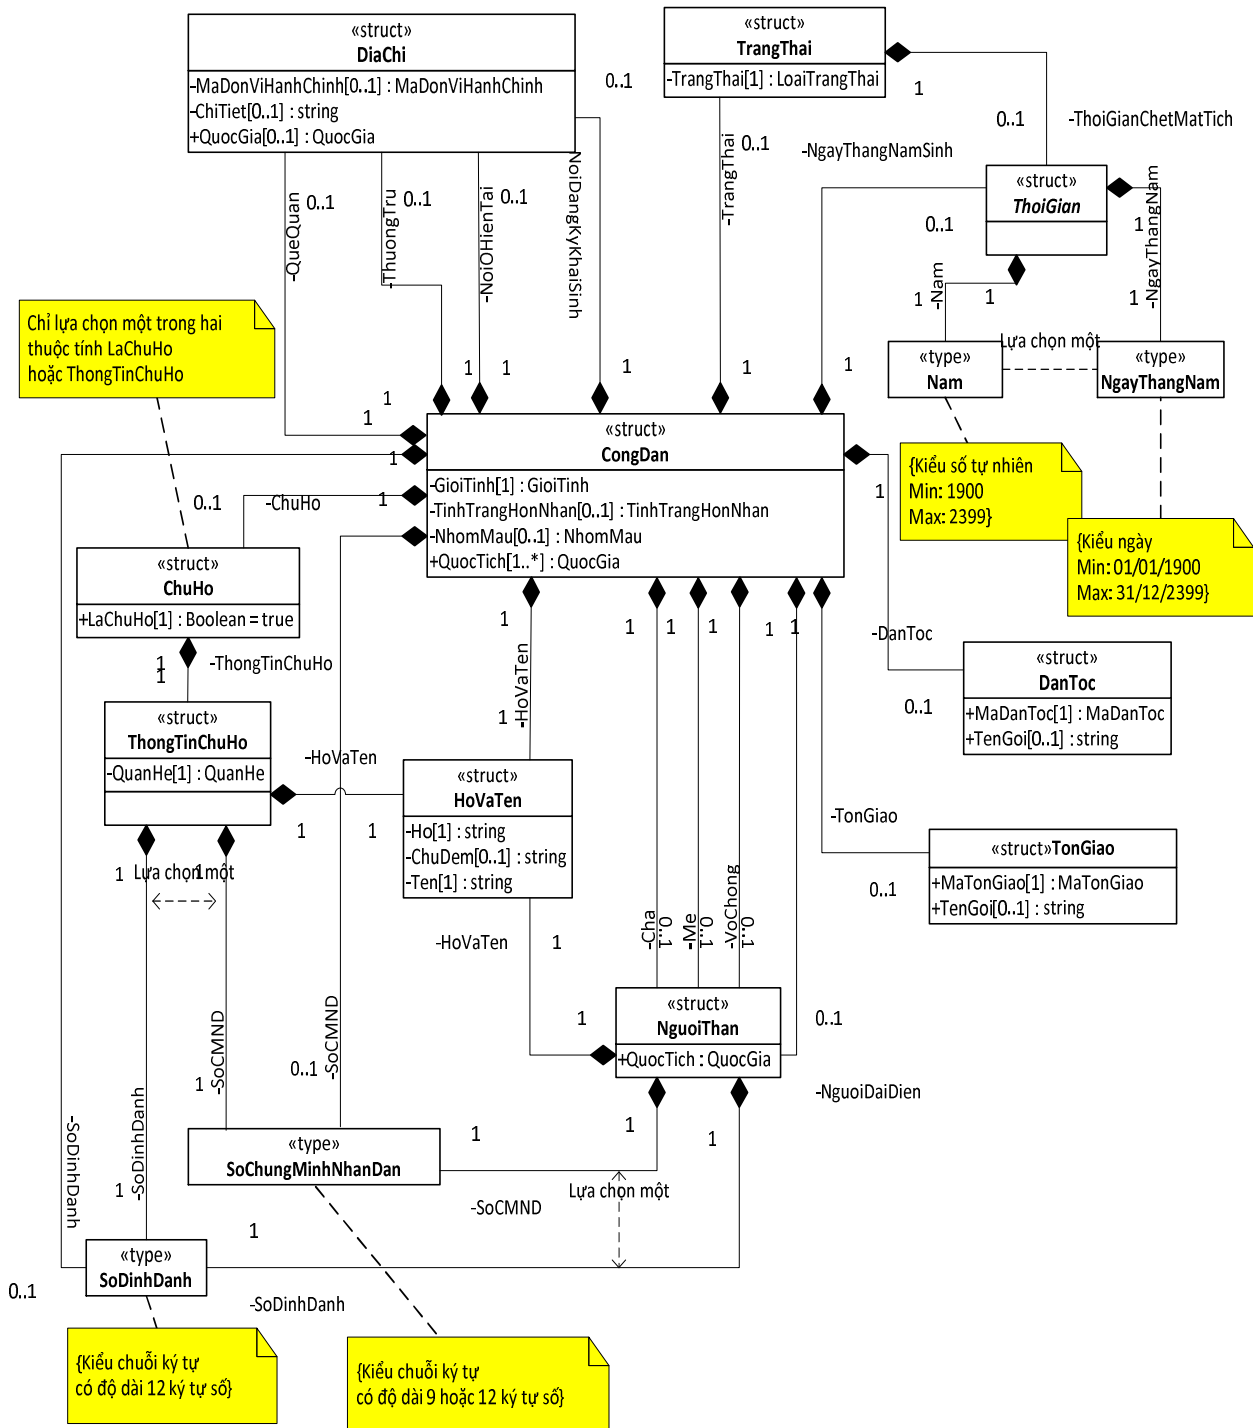 «struct»
DiaChi
-MaDonViHanhChinh[0..1] : MaDonViHanhChinh
-ChiTiet[0..1] : string
+QuocGia[0..1] : QuocGia
«struct»
TrangThai
-TrangThai[1] : LoaiTrangThai
0..1
1
0..1
-ThoiGianChetMatTich
-NgayThangNamSinh
«struct»
ThoiGian
0..1
-QueQuan
0..1
-ThuongTru
0..1
-NoiOHienTai
0..1
-NoiDangKyKhaiSinh
-TrangThai
0..1
1
-NgayThangNam
1
-Nam
1
1
Chỉ lựa chọn một trong hai
thuộc tính LaChuHo
hoặc ThongTinChuHo
Lựa chọn một
«type»
Nam
«type»
NgayThangNam
1
1
1
1
1
1
1
«struct»
CongDan
-GioiTinh[1] : GioiTinh
-TinhTrangHonNhan[0..1] : TinhTrangHonNhan
-NhomMau[0..1] : NhomMau
+QuocTich[1..*] : QuocGia
1
1
1
{Kiểu số tự nhiên
Min: 1900
Max: 2399}
{Kiểu ngày
Min: 01/01/1900
Max: 31/12/2399}
0..1
-ChuHo
«struct»
ChuHo
+LaChuHo[1] : Boolean = true
1
1
-ThongTinChuHo
1
1
1
1
1
1
-DanToc
«struct»
DanToc
+MaDanToc[1] : MaDanToc
+TenGoi[0..1] : string
0..1
«struct»
ThongTinChuHo
-QuanHe[1] : QuanHe
-HoVaTen
1
1
-HoVaTen
1
«struct»
HoVaTen
-Ho[1] : string
-ChuDem[0..1] : string
-Ten[1] : string
-TonGiao
«struct»TonGiao
+MaTonGiao[1] : MaTonGiao
+TenGoi[0..1] : string
0..1
1
1
Lựa chọn một
-HoVaTen
1
-Cha
1..0
-Me
1..0
-VoChong
1..0
«struct»
NguoiThan
+QuocTich : QuocGia
1
0..1
-NguoiDaiDien
-SoCMND
1
-SoCMND
0..1
-SoDinhDanh
1
-SoDinhDanh
«type»
SoChungMinhNhanDan
1
1
1
-SoCMND
Lựa chọn một
1
«type»
SoDinhDanh
0..1
-SoDinhDanh
{Kiểu chuỗi ký tự
có độ dài 12 ký tự số}
{Kiểu chuỗi ký tự
có độ dài 9 hoặc 12 ký tự số}